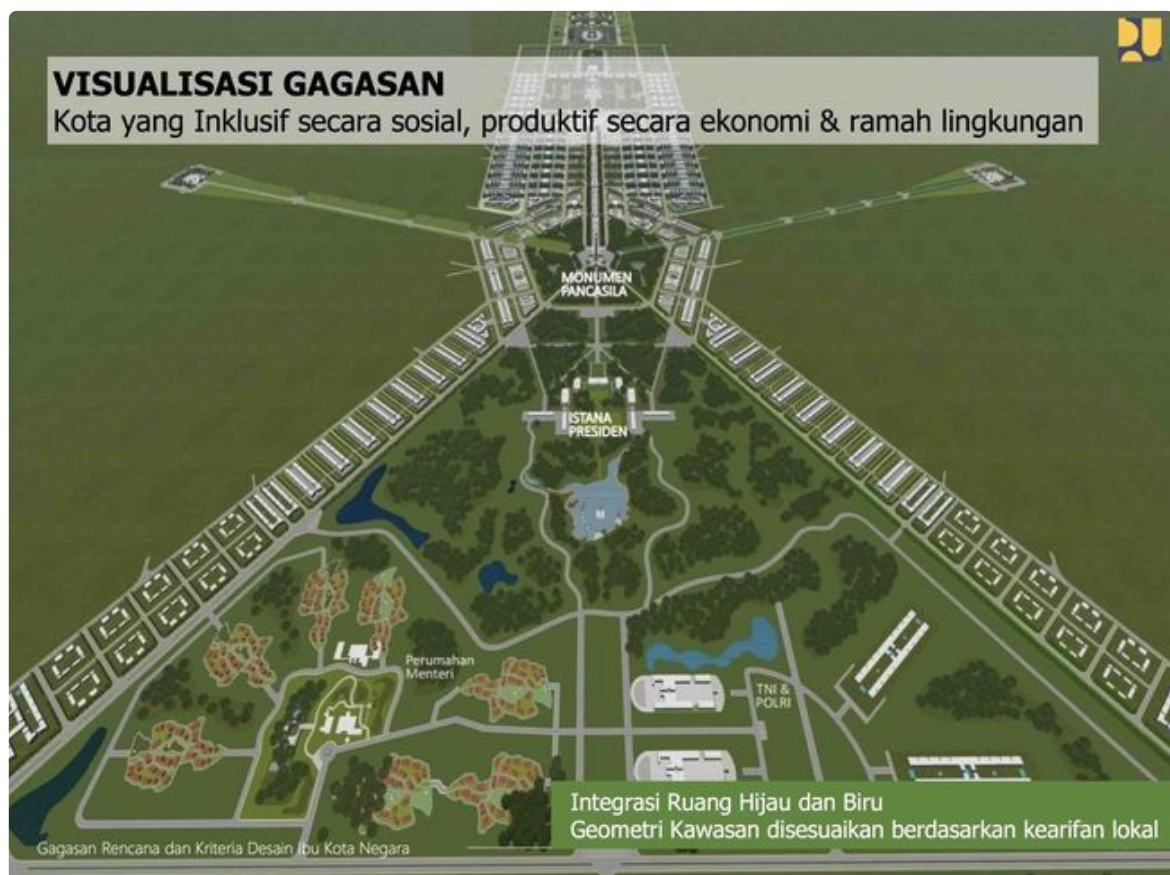 VISUALISASI GAGASAN
Kota yang Inklusif secara sosial, produktif secara ekonomi & ramah lingkungan
MONUMEN
PANCASILA
ISTANA
PRESIDEN
M
Perumahan
Menteri
TNI &
POLRI
Integrasi Ruang Hijau dan Biru
Geometri Kawasan disesuaikan berdasarkan kearifan lokal
Gagasan Rencana dan Kriteria Desain Ibu Kota Negara